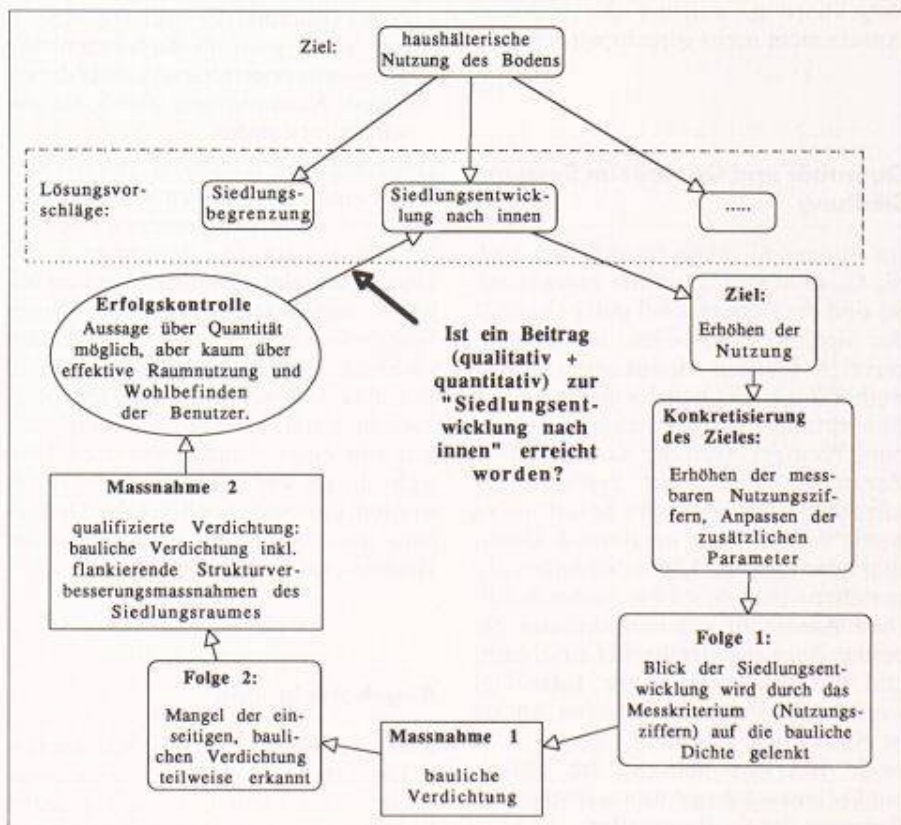 Ziel:
haushälterische
Nutzung des Bodens
Lösungsvor-
schläge:
Siedlungs-
begrenzung
Siedlungsentwick-
lung nach innen
.....
Erfolgskontrolle
Aussage über Quantität
möglich, aber kaum über
effektive Raumnutzung und
Wohlbefinden
der Benutzer.
Ist ein Beitrag
(qualitativ +
quantitativ) zur
"Siedlungsent-
wicklung nach
innen" erreicht
worden?
Ziel:
Erhöhen der
Nutzung
Konkretisierung
des Zieles:
Erhöhen der mess-
baren Nutzungszif-
fern, Anpassen der
zusätzlichen
Parameter
Massnahme 2
qualifizierte Verdichtung:
bauliche Verdichtung inkl.
flankierende Strukturver-
besserungsmassnahmen des
Siedlungsraumes
Folge 1:
Blick der Siedlungsent-
wicklung wird durch das
Messkriterium (Nutzungs-
ziffern) auf die bauliche
Dichte gelenkt
Folge 2:
Mangel der ein-
seitigen, bauli-
chen Verdichtung
teilweise erkannt
Massnahme 1
bauliche
Verdichtung